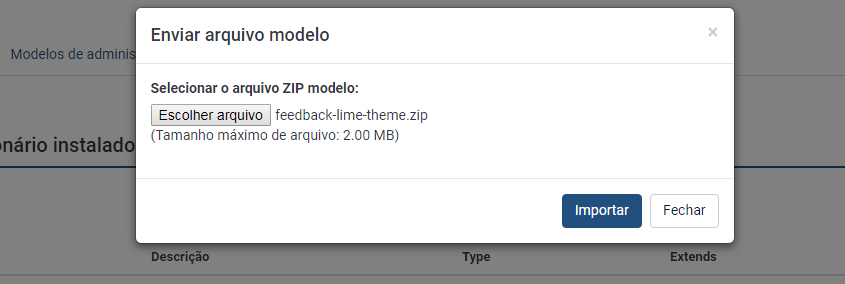 Enviar arquivo modelo
×
Modelos de adminis
Selecionar o arquivo ZIP modelo:
Escolher arquivo feedback-lime-theme.zip
(Tamanho máximo de arquivo: 2.00 MB)
onário instalado
Importar Fechar
Descrição Type Extends